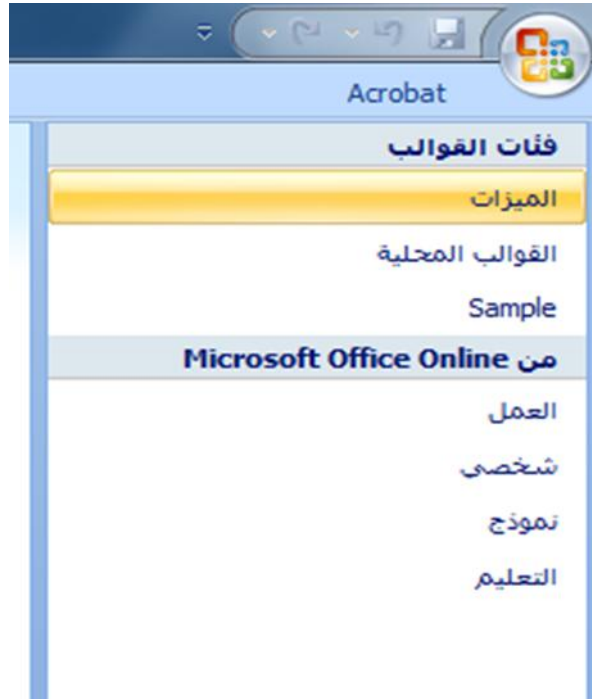 Acrobat
فئات القوالب
الميزات
القوالب المحلية
Sample
من Microsoft Office Online
العمل
شخصي
نموذج
التعليم